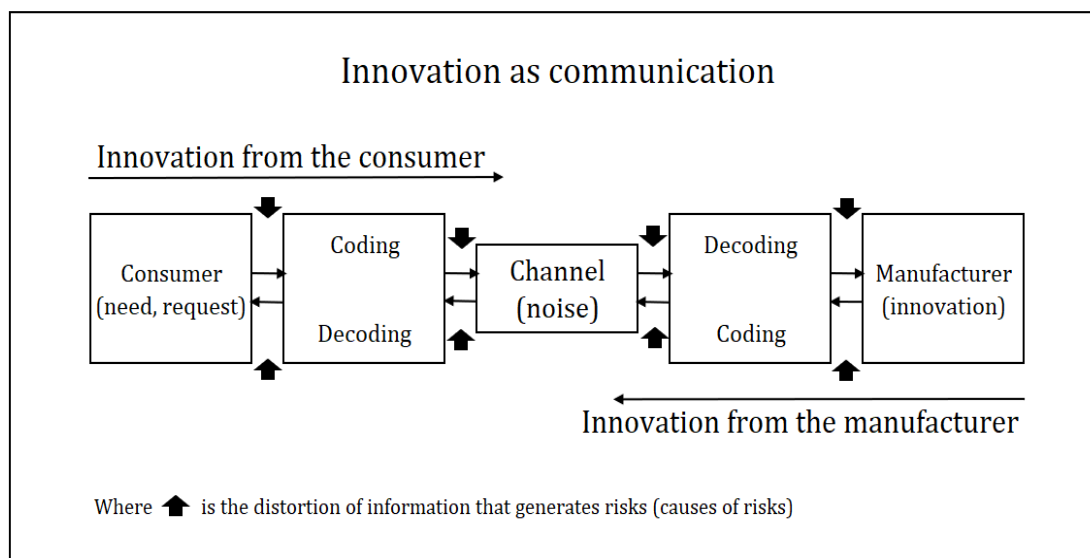 Innovation as communication
Innovation from the consumer
Consumer
(need, request)
Coding
Decoding
Channel
(noise)
Decoding
Coding
Manufacturer
(innovation)
Innovation from the manufacturer
Where is the distortion of information that generates risks (causes of risks)